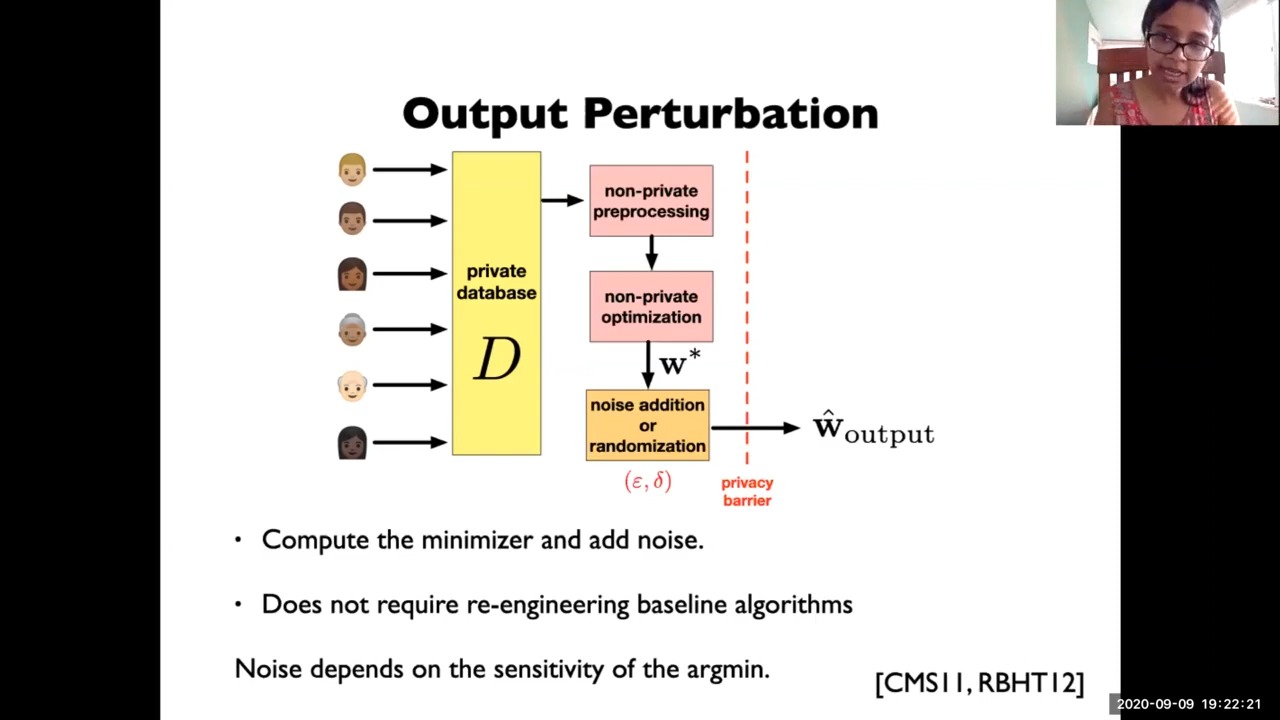 Output Perturbation
private
database
D
non-private
preprocessing
non-private
optimization
w*
noise addition
or
randomization
(ε, δ)
privacy
barrier
ŵoutput
• Compute the minimizer and add noise.
• Does not require re-engineering baseline algorithms
Noise depends on the sensitivity of the argmin.
[CMS11, RBHT12]
2020-09-09 19:22:21